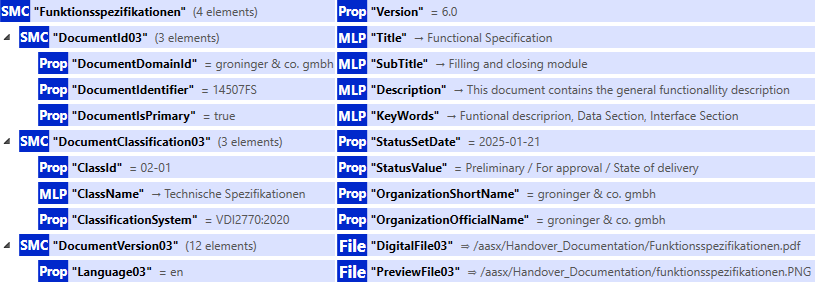 SMC "Funktionsspezifikationen" (4 elements)
SMC "DocumentId03" (3 elements)
Prop "DocumentDomainId" = groninger & co. gmbh
Prop "DocumentIdentifier" = 14507FS
Prop "DocumentIsPrimary" = true
SMC "DocumentClassification03" (3 elements)
Prop "ClassId" = 02-01
MLP "ClassName" → Technische Spezifikationen
Prop "ClassificationSystem" = VDI2770:2020
SMC "DocumentVersion03" (12 elements)
Prop "Language03" = en
Prop "Version" = 6.0
MLP "Title" → Functional Specification
MLP "SubTitle" → Filling and closing module
MLP "Description" → This document contains the general functionallity description
MLP "KeyWords" → Funtional descriprion, Data Section, Interface Section
Prop "StatusSetDate" = 2025-01-21
Prop "StatusValue" = Preliminary / For approval / State of delivery
Prop "OrganizationShortName" = groninger & co. gmbh
Prop "OrganizationOfficialName" = groninger & co. gmbh
File "DigitalFile03" ⇒ /aasx/Handover_Documentation/Funktionsspezifikationen.pdf
File "PreviewFile03" ⇒ /aasx/Handover_Documentation/funktionsspezifikationen.PNG